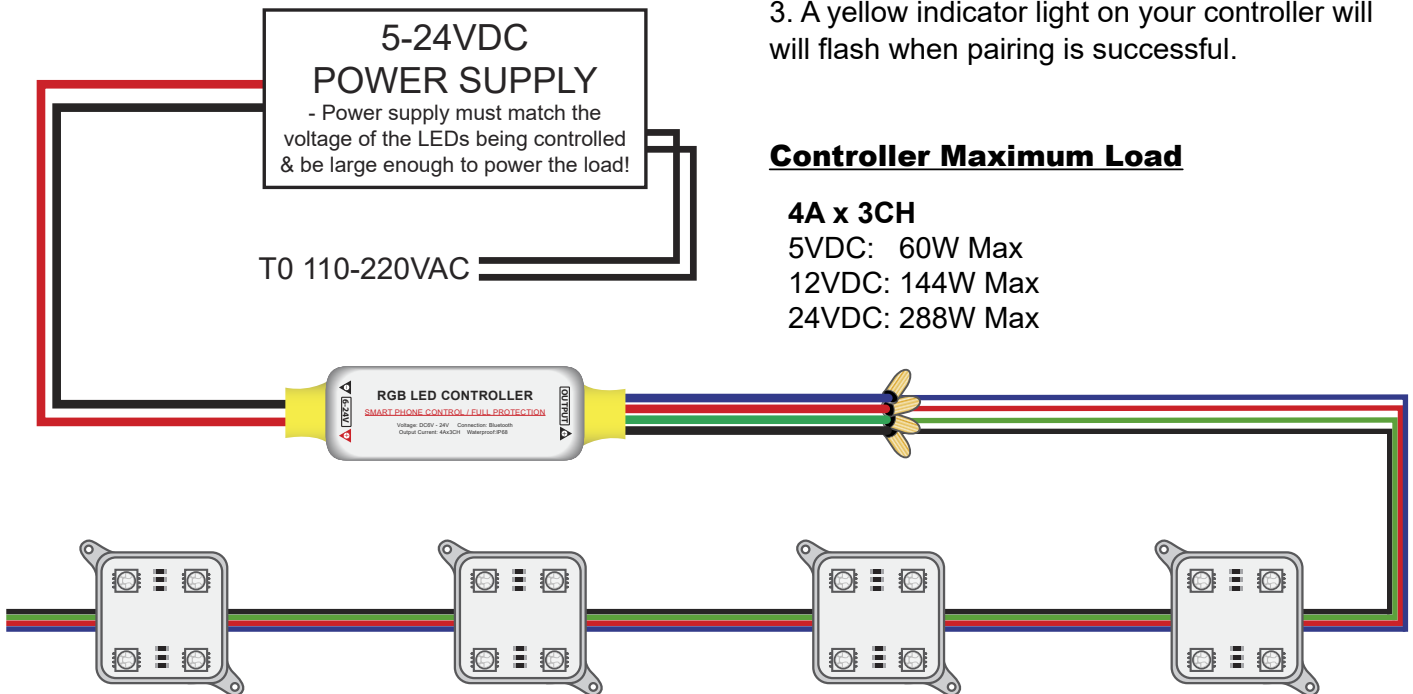 5-24VDC
POWER SUPPLY
- Power supply must match the
voltage of the LEDs being controlled
& be large enough to power the load!
T0 110-220VAC
3. A yellow indicator light on your controller will
will flash when pairing is successful.
Controller Maximum Load
4A x 3CH
5VDC: 60W Max
12VDC: 144W Max
24VDC: 288W Max
6-24V
RGB LED CONTROLLER
SMART PHONE CONTROL / FULL PROTECTION
Voltage: DC6V - 24V Connection: Bluetooth
Output Current: 4Ax3CH Waterproof:IP68
OUTPUT